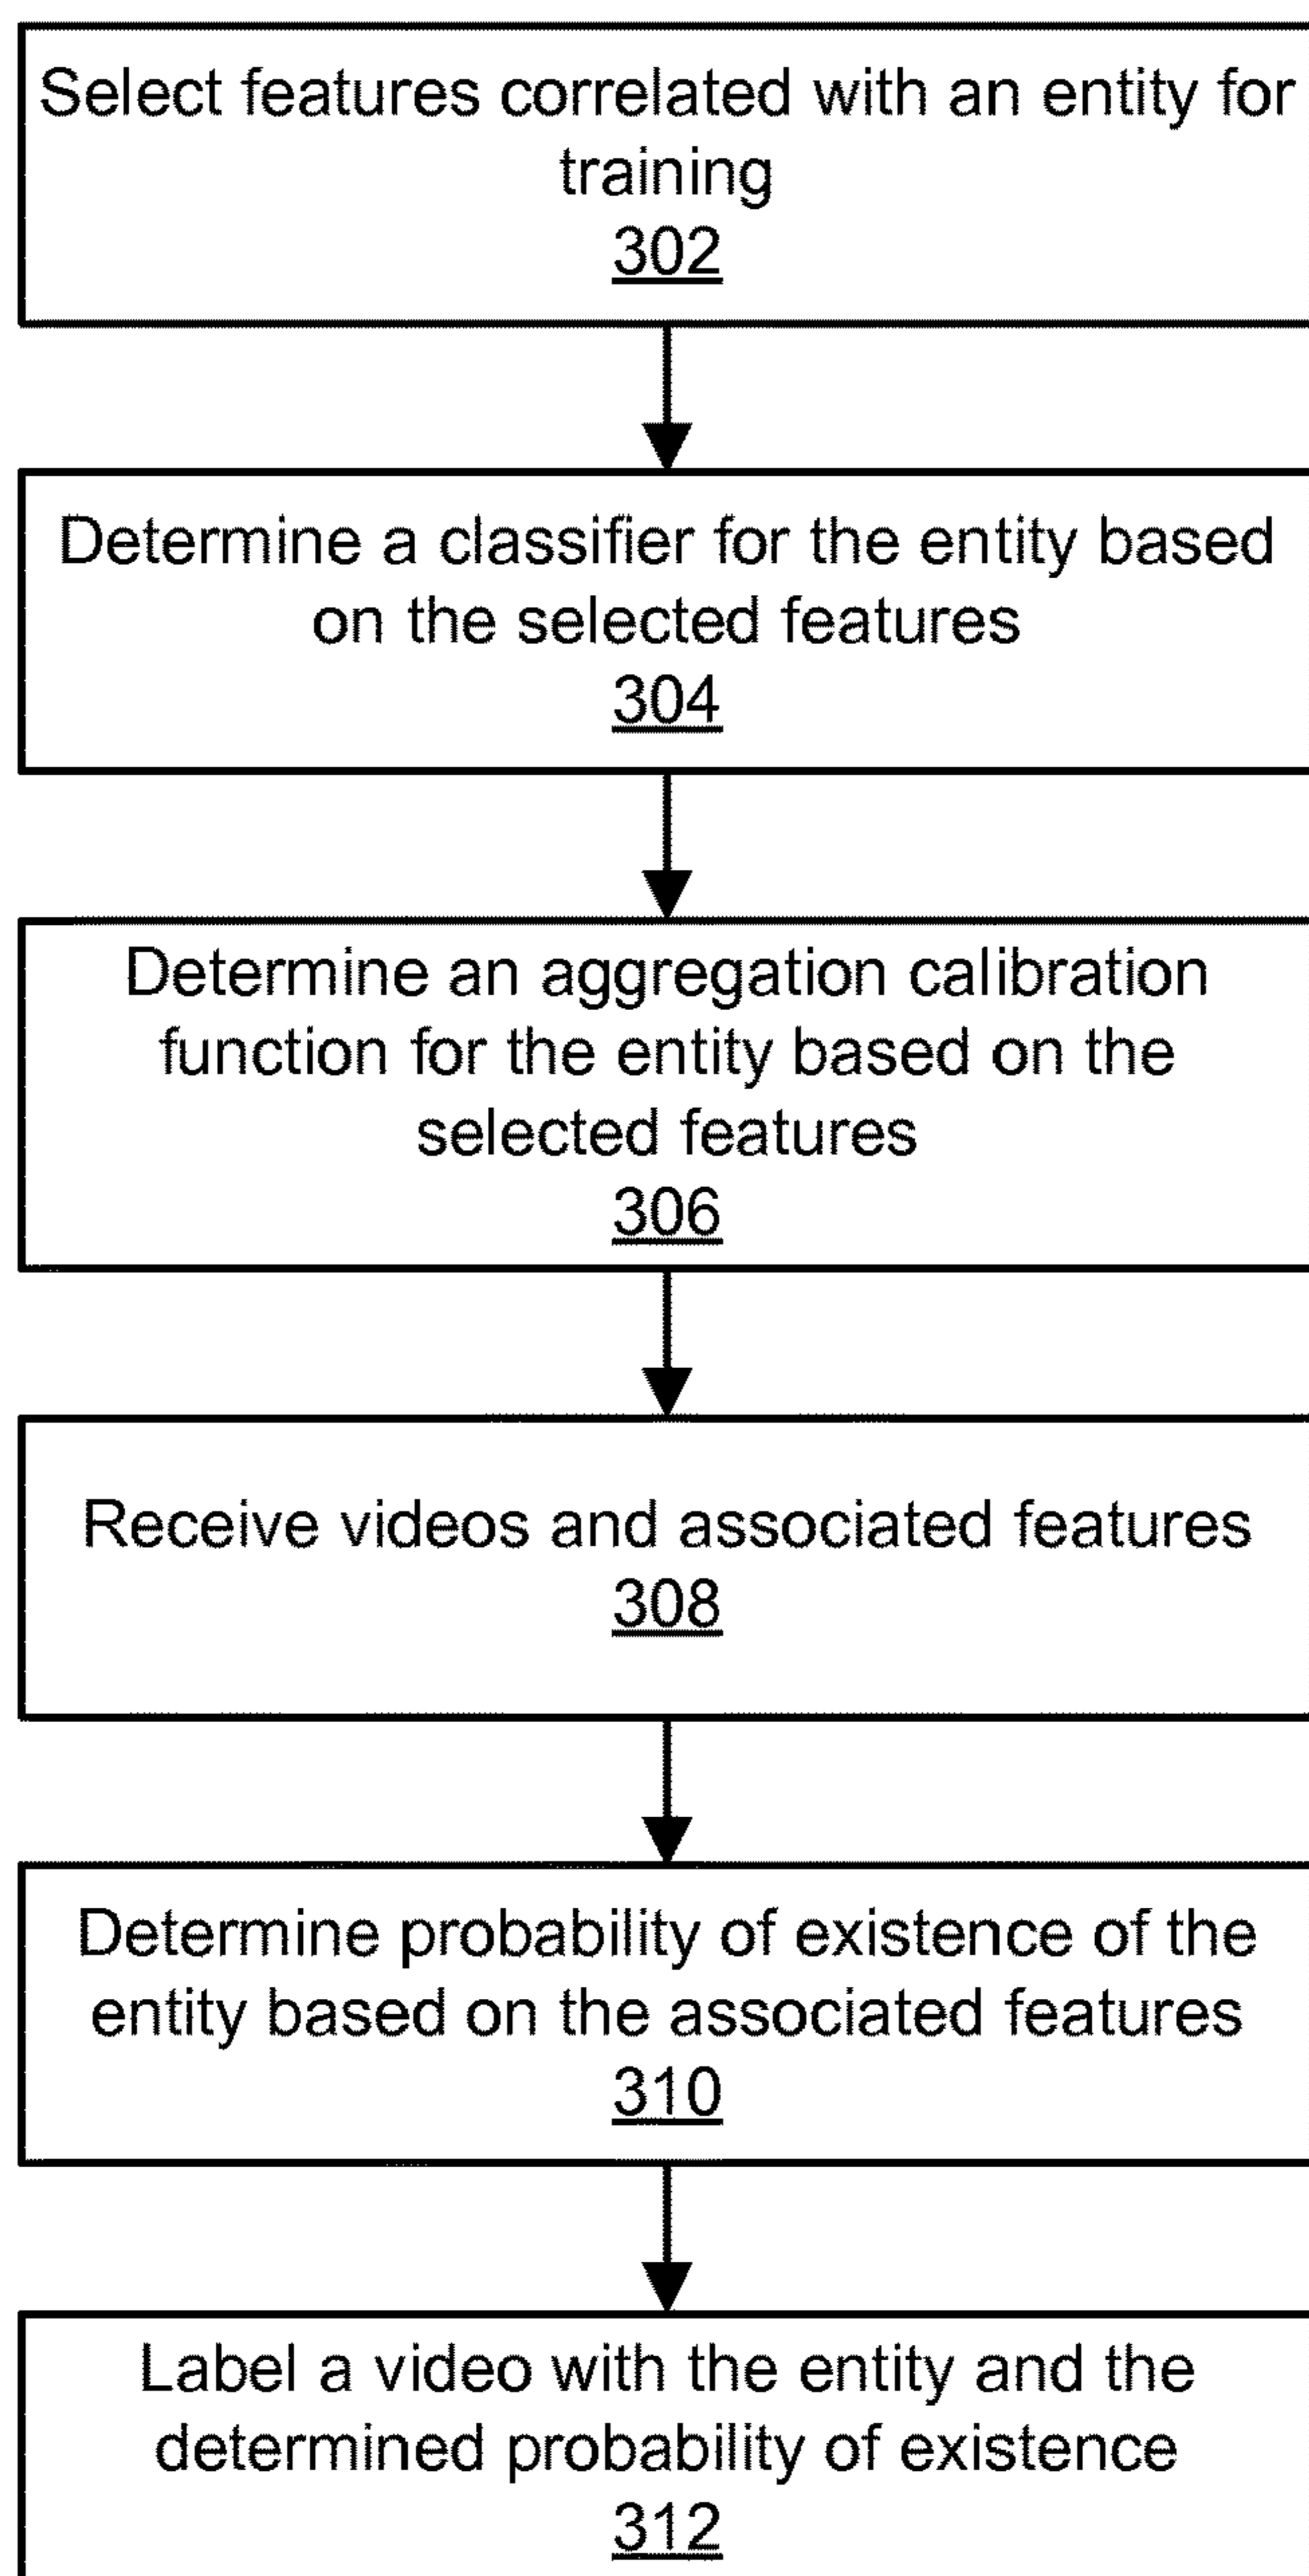 Select features correlated with an entity for
training
302
Determine a classifier for the entity based
on the selected features
304
Determine an aggregation calibration
function for the entity based on the
selected features
306
Receive videos and associated features
308
Determine probability of existence of the
entity based on the associated features
310
Label a video with the entity and the
determined probability of existence
312